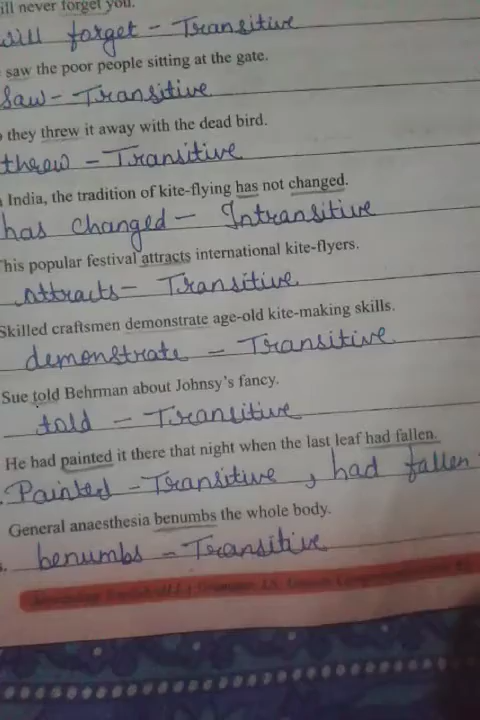 ill never forget you.
will forget - Transitive
saw the poor people sitting at the gate.
Saw - Transitive
they threw it away with the dead bird.
threw - Transitive
India, the tradition of kite-flying has not changed.
has changed - Intransitive
This popular festival attracts international kite-flyers.
Attracts - Transitive
Skilled craftsmen demonstrate age-old kite-making skills.
demonstrate - Transitive
Sue told Behrman about Johnsy's fancy.
told - Transitive
He had painted it there that night when the last leaf had fallen.
Painted - Transitive, had fallen
General anaesthesia benumbs the whole body.
benumbs - Transitive